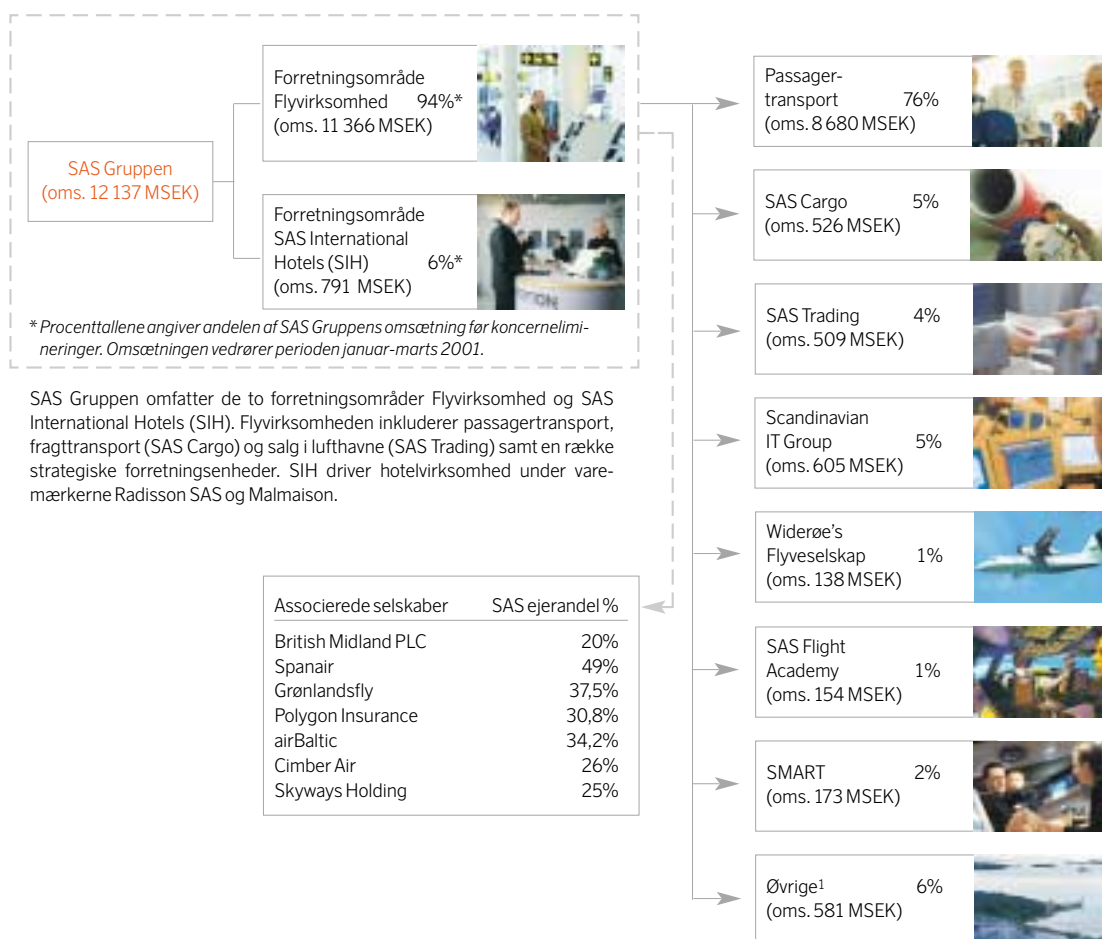 SAS Gruppen
(oms. 12 137 MSEK)
Forretningsområde
Flyvirksomhed 94%*
(oms. 11 366 MSEK)
Forretningsområde
SAS International
Hotels (SIH) 6%*
(oms. 791 MSEK)
* Procenttallene angiver andelen af SAS Gruppens omsætning før koncernelimi-
neringer. Omsætningen vedrører perioden januar-marts 2001.
SAS Gruppen omfatter de to forretningsområder Flyvirksomhed og SAS
International Hotels (SIH). Flyvirksomheden inkluderer passagertransport,
fragttransport (SAS Cargo) og salg i lufthavne (SAS Trading) samt en række
strategiske forretningsenheder. SIH driver hotelvirksomhed under vare-
mærkerne Radisson SAS og Malmaison.
Associerede selskaber SAS ejerandel %
British Midland PLC 20%
Spanair 49%
Grønlandsfly 37,5%
Polygon Insurance 30,8%
airBaltic 34,2%
Cimber Air 26%
Skyways Holding 25%
Passager-
transport 76%
(oms. 8 680 MSEK)
SAS Cargo 5%
(oms. 526 MSEK)
SAS Trading 4%
(oms. 509 MSEK)
Scandinavian
IT Group 5%
(oms. 605 MSEK)
Widerøe's
Flyveselskap 1%
(oms. 138 MSEK)
SAS Flight
Academy 1%
(oms. 154 MSEK)
SMART 2%
(oms. 173 MSEK)
Øvrige1 6%
(oms. 581 MSEK)